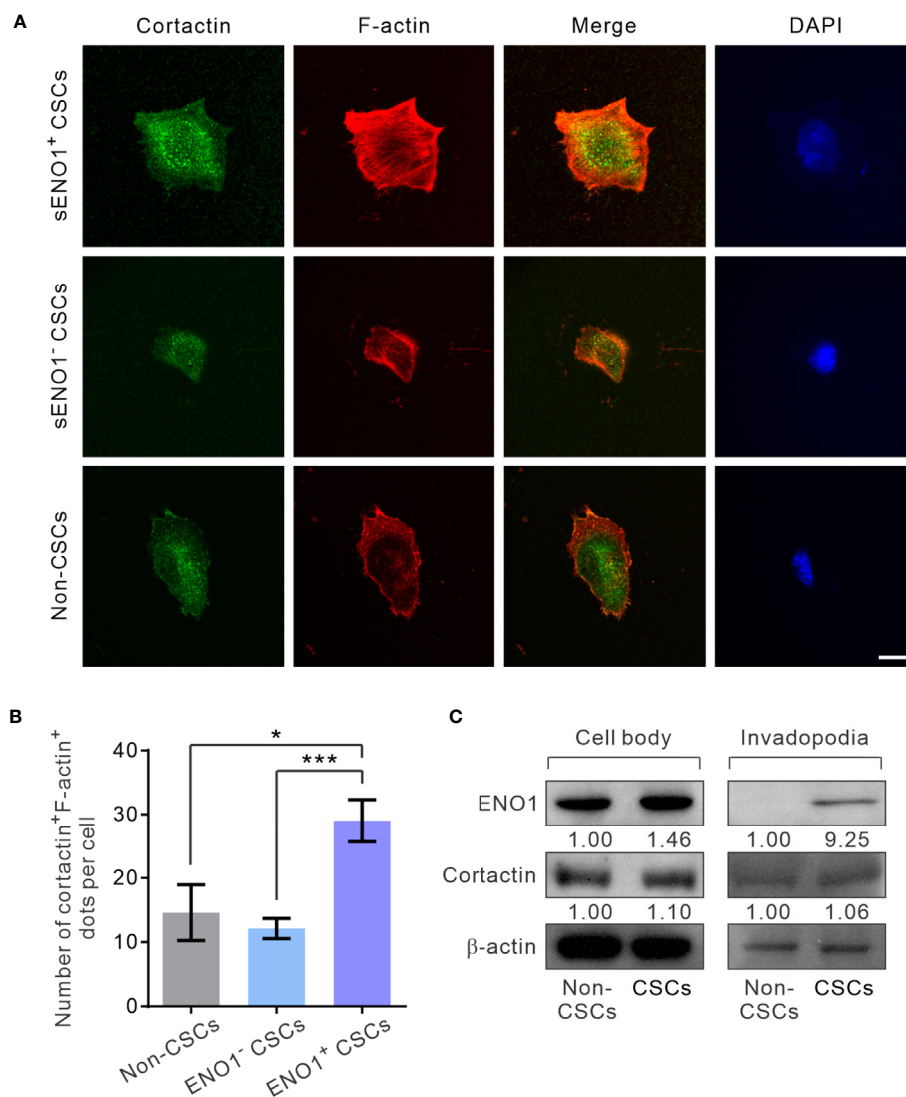 A
Cortactin F-actin Merge DAPI
sENO1⁺ CSCs
sENO1⁻ CSCs
Non-CSCs
B
Number of cortactin⁺F-actin⁺
dots per cell
40
30
20
10
0
*
***
Non-CSCs
ENO1⁻ CSCs
ENO1⁺ CSCs
C
Cell body Invadopodia
ENO1
1.00 1.46 1.00 9.25
Cortactin
1.00 1.10 1.00 1.06
β-actin
Non-
CSCs
CSCs
Non-
CSCs
CSCs